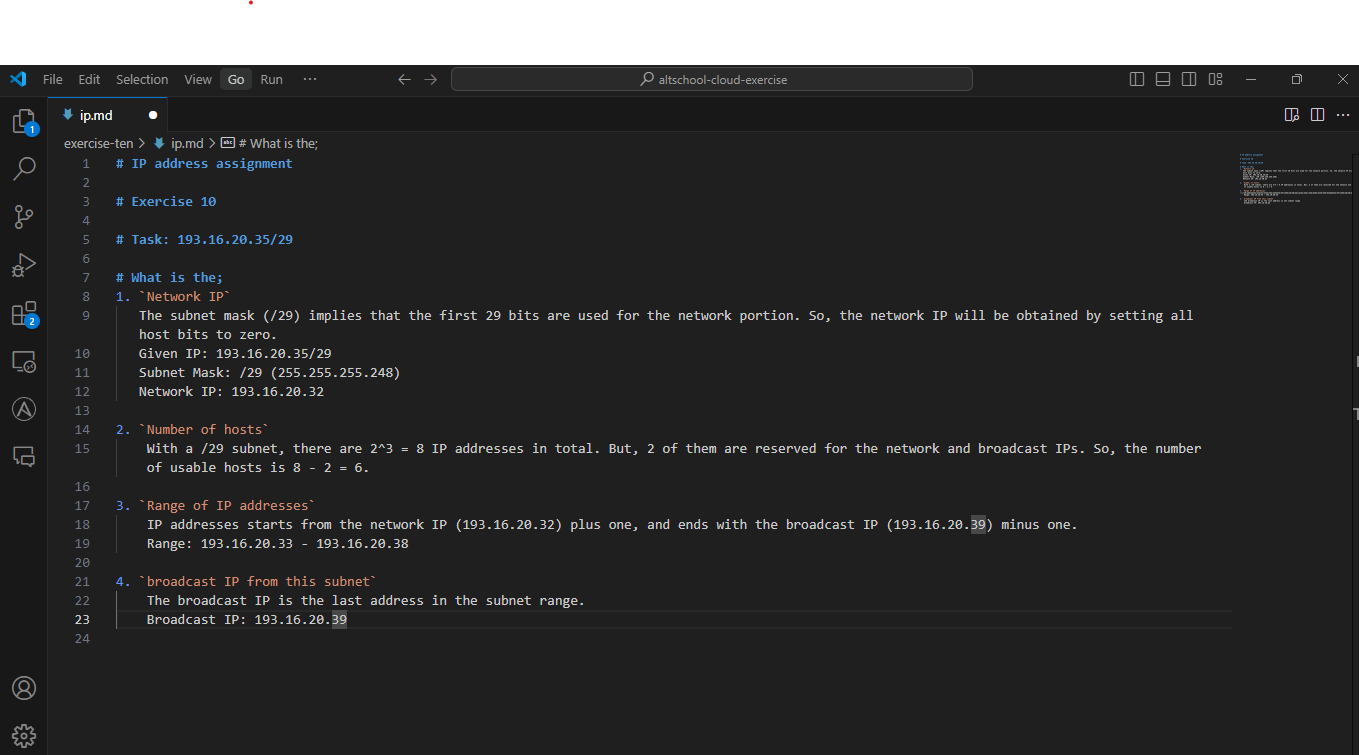 File Edit Selection View Go Run ···
altschool-cloud-exercise
1
ip.md
exercise-ten > ip.md > # What is the;
1 # IP address assignment
2
3 # Exercise 10
4
5 # Task: 193.16.20.35/29
6
7 # What is the;
8 1. `Network IP`
9 The subnet mask (/29) implies that the first 29 bits are used for the network portion. So, the network IP will be obtained by setting all
host bits to zero.
10 Given IP: 193.16.20.35/29
11 Subnet Mask: /29 (255.255.255.248)
12 Network IP: 193.16.20.32
13
14 2. `Number of hosts`
15 With a /29 subnet, there are 2^3 = 8 IP addresses in total. But, 2 of them are reserved for the network and broadcast IPs. So, the number
of usable hosts is 8 - 2 = 6.
16
17 3. `Range of IP addresses`
18 IP addresses starts from the network IP (193.16.20.32) plus one, and ends with the broadcast IP (193.16.20.39) minus one.
19 Range: 193.16.20.33 - 193.16.20.38
20
2
21 4. `broadcast IP from this subnet`
22 The broadcast IP is the last address in the subnet range.
23 Broadcast IP: 193.16.20.39
24